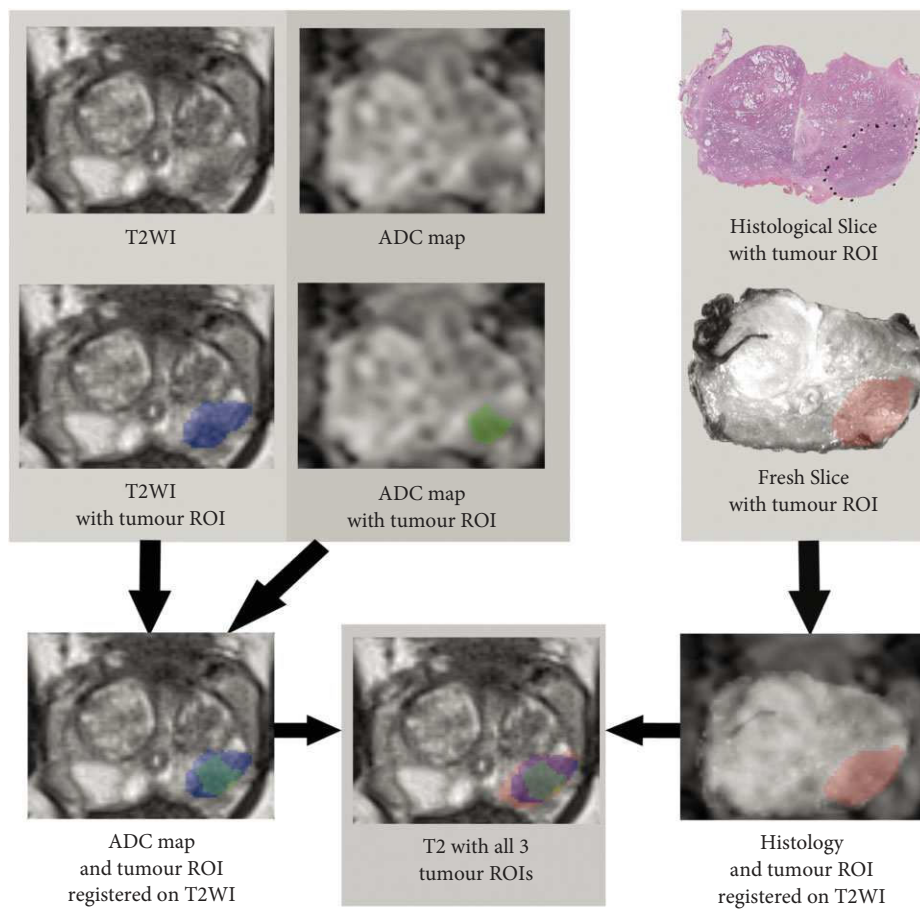 T2WI
ADC map
Histological Slice
with tumour ROI
T2WI
with tumour ROI
ADC map
with tumour ROI
Fresh Slice
with tumour ROI
ADC map
and tumour ROI
registered on T2WI
T2 with all 3
tumour ROIs
Histology
and tumour ROI
registered on T2WI